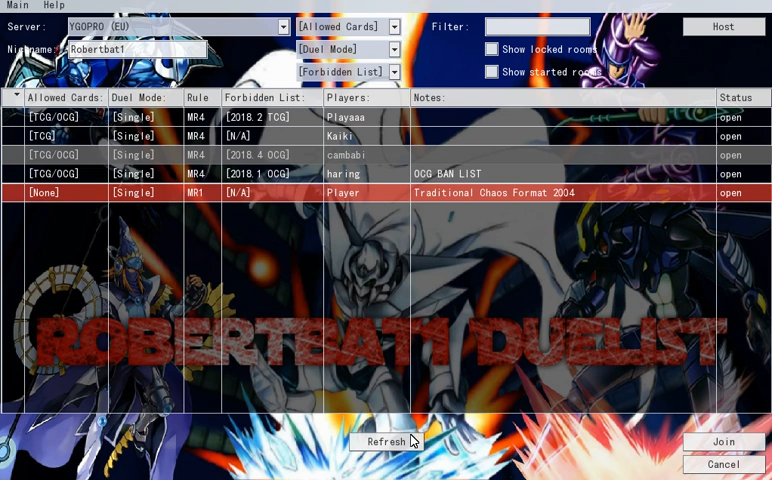 Main Help
Server: YGOPRO (EU) [Allowed Cards] Filter: Host
Nickname: Robertbat1 [Duel Mode] Show locked rooms
[Forbidden List] Show started rooms
Allowed Cards: Duel Mode: Rule Forbidden List: Players: Notes: Status
[TCG/OCG] [Single] MR4 [2018.2 TCG] Playaaa open
[TCG] [Single] MR4 [N/A] Kaiki open
[TCG/OCG] [Single] MR4 [2018.4 OCG] cambabi open
[TCG/OCG] [Single] MR4 [2018.1 OCG] haring OCG BAN LIST open
[None] [Single] MR1 [N/A] Player Traditional Chaos Format 2004 open
ROBERTBAT1 DUELIST
Refresh Join
Cancel